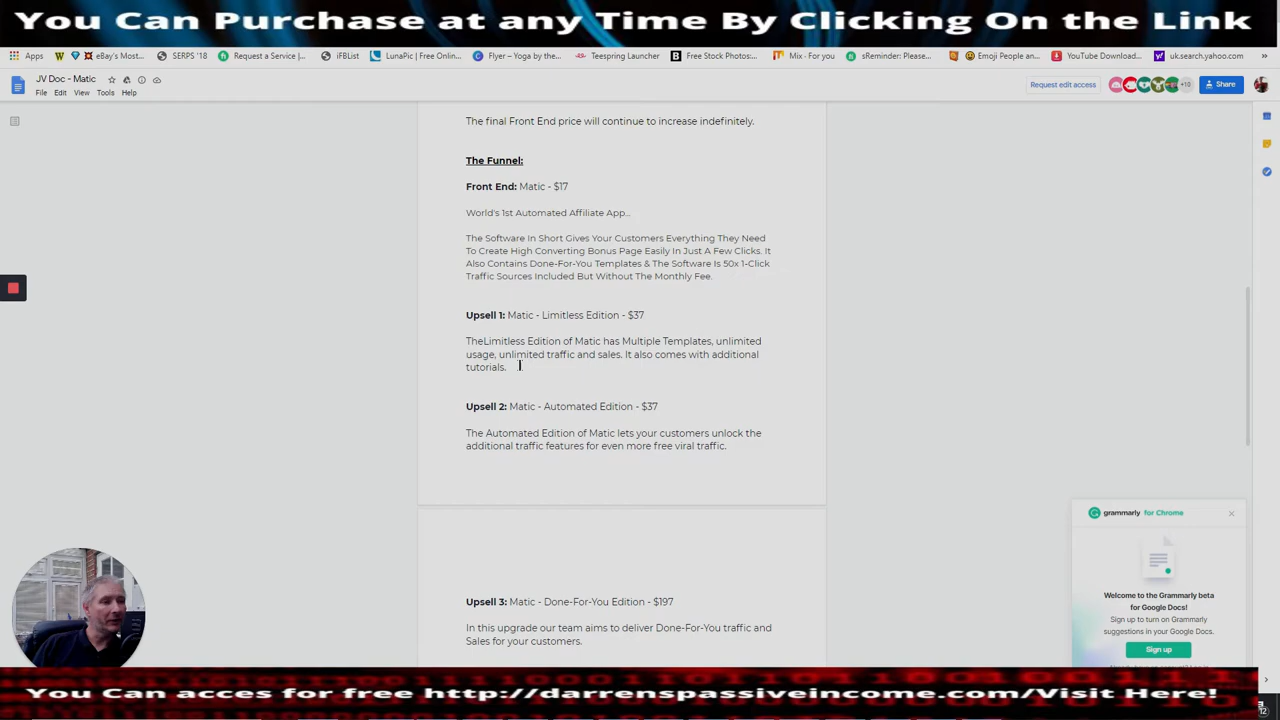 You Can Purchase at any Time By Clicking On the Link
Apps
eBay's Most...
SERPS '18
Request a Service |...
iFBList
LunaPic | Free Onlin...
Flyer – Yoga by the...
Teespring Launcher
Free Stock Photos:...
Mix · For you
sReminder: Please...
Emoji People an...
YouTube Download...
uk.search.yahoo.com
JV Doc - Matic
File Edit View Tools Help
Request edit access
+10
Share
The final Front End price will continue to increase indefinitely.
The Funnel:
Front End: Matic - $17
World's 1st Automated Affiliate App...
The Software In Short Gives Your Customers Everything They Need
To Create High Converting Bonus Page Easily In Just A Few Clicks. It
Also Contains Done-For-You Templates & The Software Is 50x 1-Click
Traffic Sources Included But Without The Monthly Fee.
Upsell 1: Matic - Limitless Edition - $37
TheLimitless Edition of Matic has Multiple Templates, unlimited
usage, unlimited traffic and sales. It also comes with additional
tutorials.
Upsell 2: Matic - Automated Edition - $37
The Automated Edition of Matic lets your customers unlock the
additional traffic features for even more free viral traffic.
grammarly for Chrome
Welcome to the Grammarly beta
for Google Docs!
Sign up to turn on Grammarly
suggestions in your Google Docs.
Sign up
Upsell 3: Matic - Done-For-You Edition - $197
In this upgrade our team aims to deliver Done-For-You traffic and
Sales for your customers.
You Can acces for free http://darrenspassiveincome.com/Visit Here!